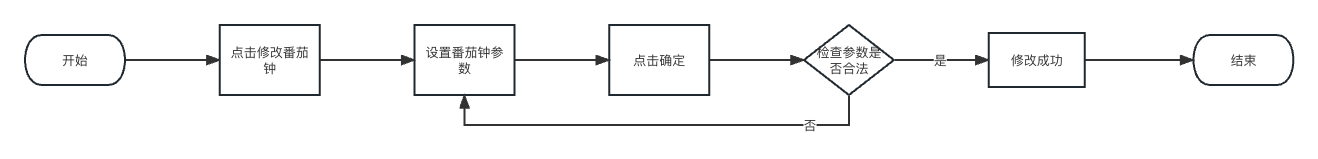 开始
点击修改番茄
钟
设置番茄钟参
数
点击确定
检查参数是
否合法
是
修改成功
结束
否